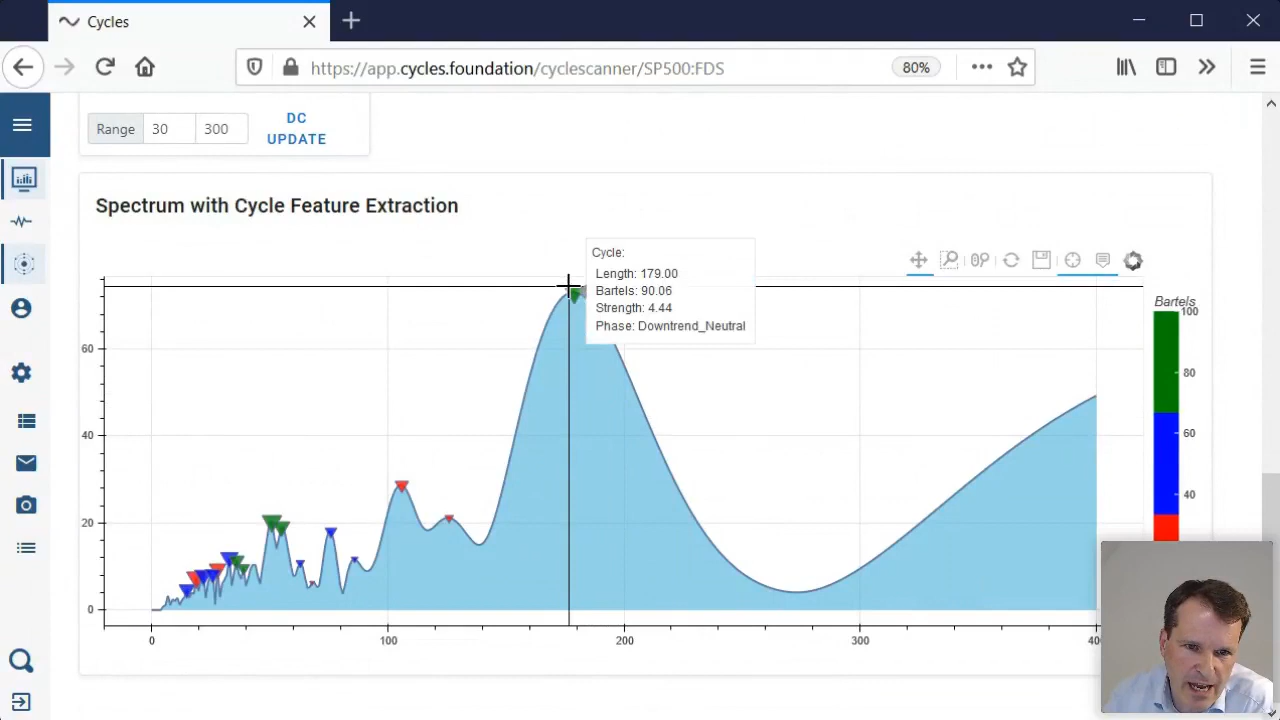 Cycles
https://app.cycles.foundation/cyclescanner/SP500:FDS
80%
Range 30 300
DC
UPDATE
Spectrum with Cycle Feature Extraction
Cycle:
Length: 179.00
Bartels: 90.06
Strength: 4.44
Phase: Downtrend_Neutral
Bartels
100
80
60
40
60
40
20
0
0 100 200 300